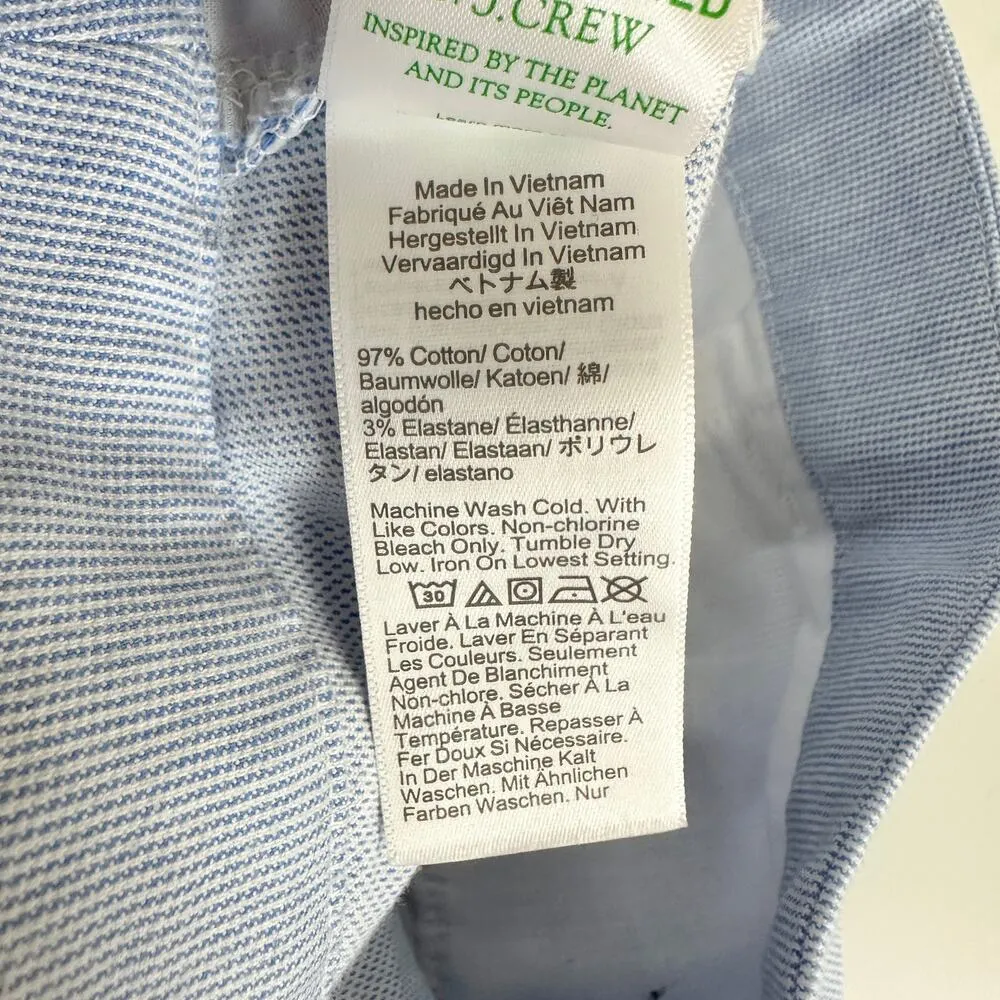 J.CREW
INSPIRED BY THE PLANET
AND ITS PEOPLE.
Made In Vietnam
Fabriqué Au Viêt Nam
Hergestellt In Vietnam
Vervaardigd In Vietnam
ベトナム製
hecho en vietnam
97% Cotton/ Coton/
Baumwolle/ Katoen/ 綿/
algodón
3% Elastane/ Élasthanne/
Elastan/ Elastaan/ ポリウレ
タン/ elastano
Machine Wash Cold. With
Like Colors. Non-chlorine
Bleach Only. Tumble Dry
Low. Iron On Lowest Setting.
30
Laver À La Machine À L'eau
Froide. Laver En Séparant
Les Couleurs. Seulement
Agent De Blanchiment
Non-chlore. Sécher À La
Machine À Basse
Température. Repasser À
Fer Doux Si Nécessaire.
In Der Maschine Kalt
Waschen. Mit Ähnlichen
Farben Waschen. Nur